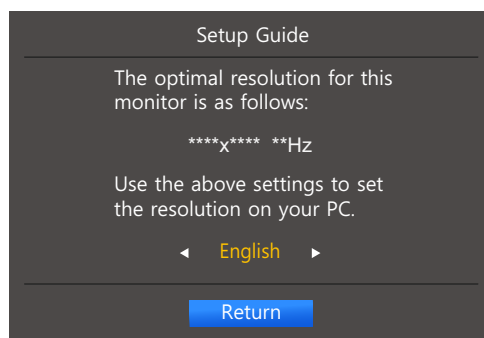 Setup Guide
The optimal resolution for this
monitor is as follows:
****x**** **Hz
Use the above settings to set
the resolution on your PC.
English
Return